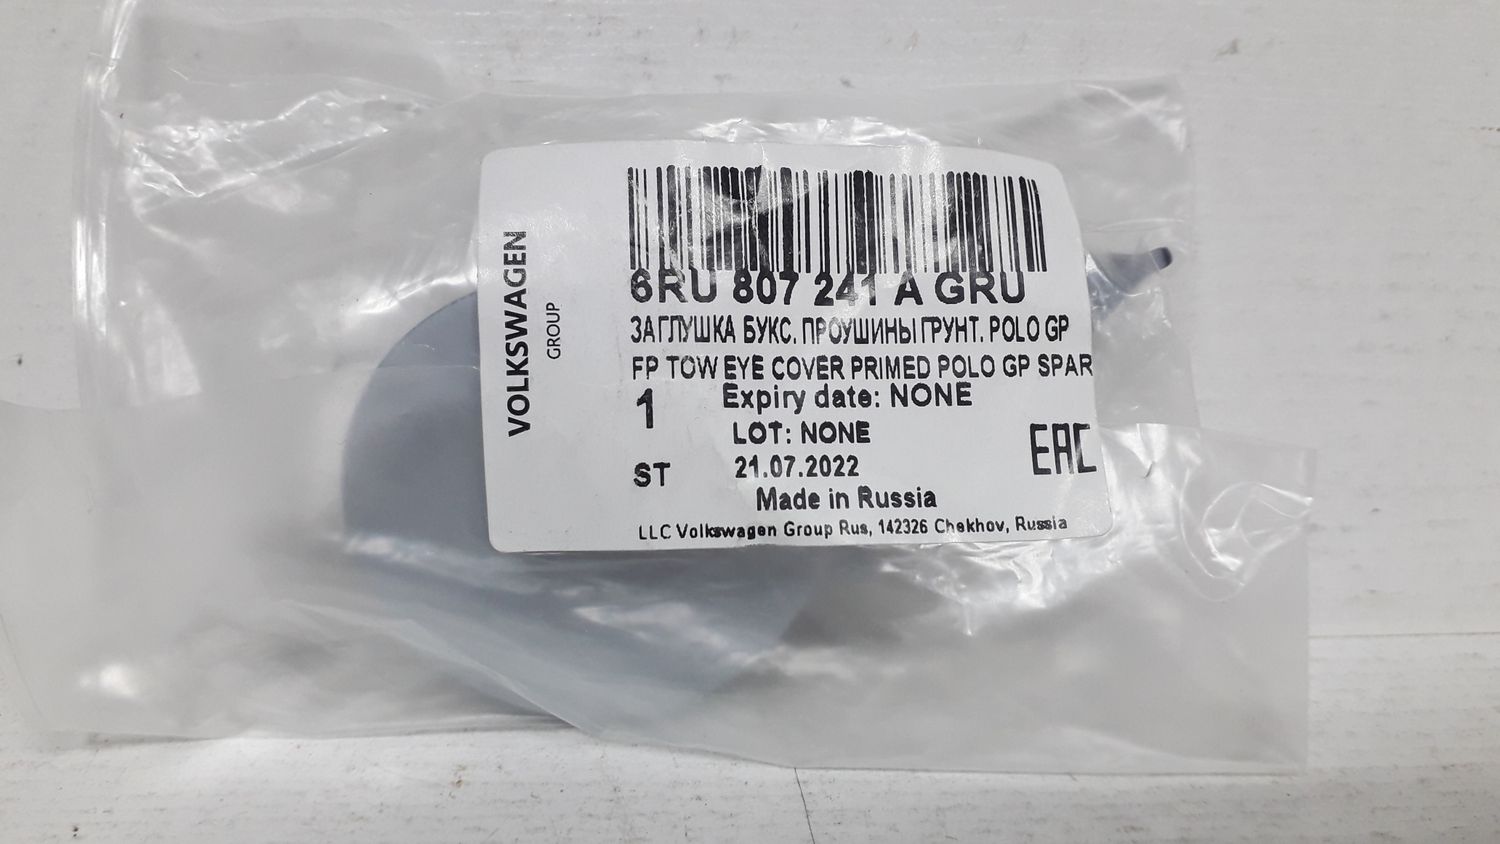 VOLKSWAGEN
GROUP
6RU 807 241 A GRU
ЗАГЛУШКА БУКС. ПРОУШИНЫ ГРУНТ. POLO GP
FP TOW EYE COVER PRIMED POLO GP SPAR
1
Expiry date: NONE
LOT: NONE
ST
21.07.2022
EAC
Made in Russia
LLC Volkswagen Group Rus, 142326 Chekhov, Russia